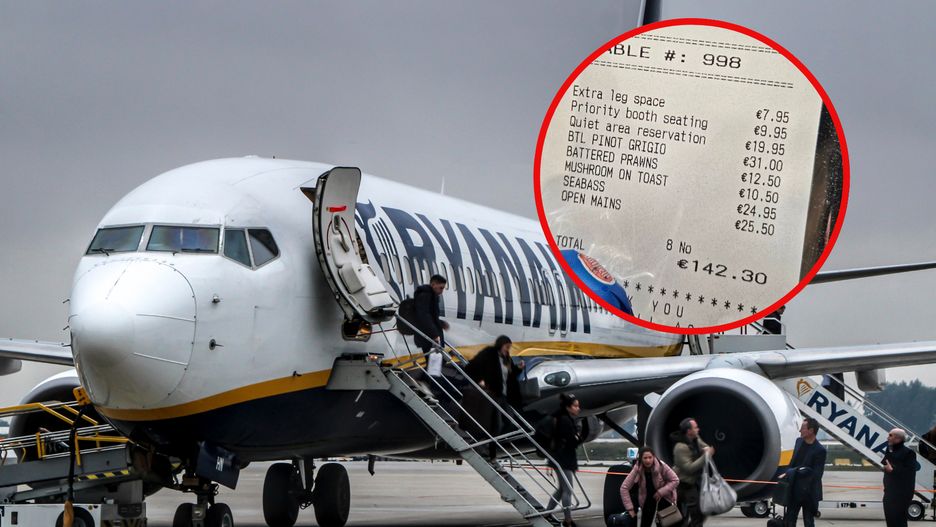 ABLE #: 998
Extra leg space €7.95
Priority booth seating €9.95
Quiet area reservation €19.95
BTL PINOT GRIGIO €31.00
BATTERED PRAWNS €12.50
MUSHROOM ON TOAST €10.50
SEABASS €24.95
OPEN MAINS €25.50
TOTAL 8 No
€142.30
* * * * * * * * * *
YOU
RYANAIR
RYANA